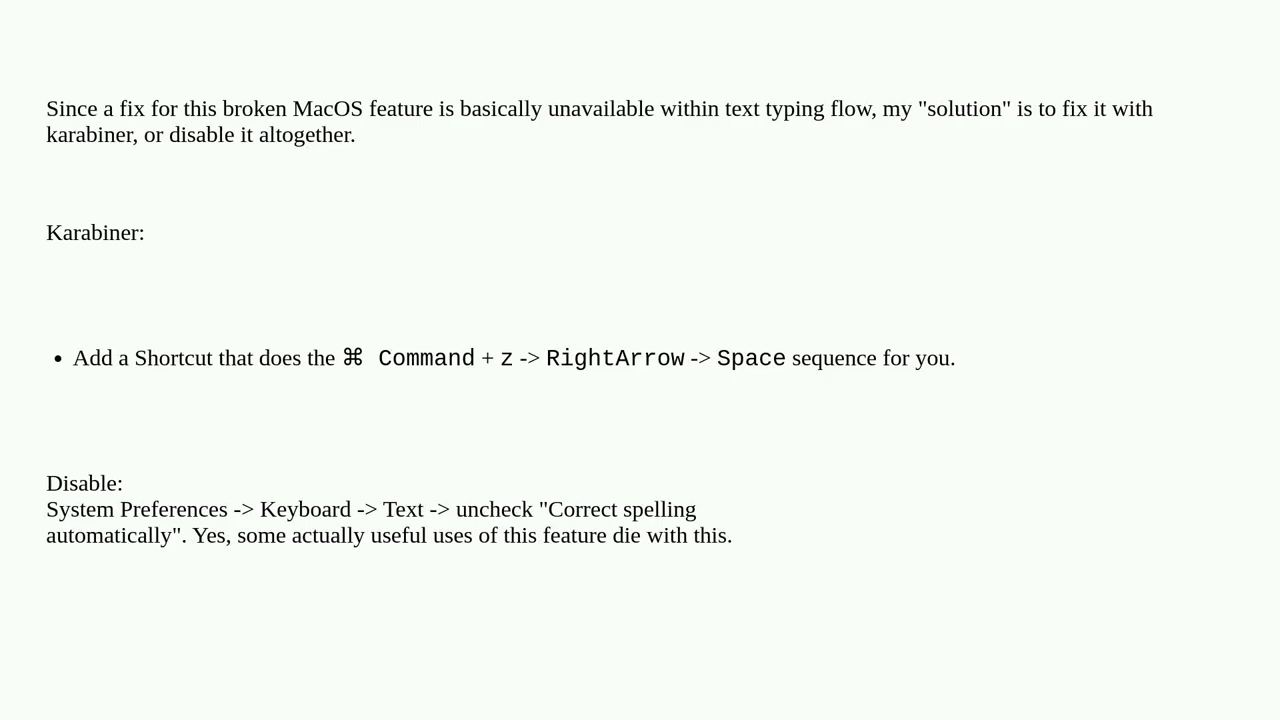 Since a fix for this broken MacOS feature is basically unavailable within text typing flow, my "solution" is to fix it with
karabiner, or disable it altogether.
Karabiner:
• Add a Shortcut that does the ⌘ Command + z -> RightArrow -> Space sequence for you.
Disable:
System Preferences -> Keyboard -> Text -> uncheck "Correct spelling
automatically". Yes, some actually useful uses of this feature die with this.